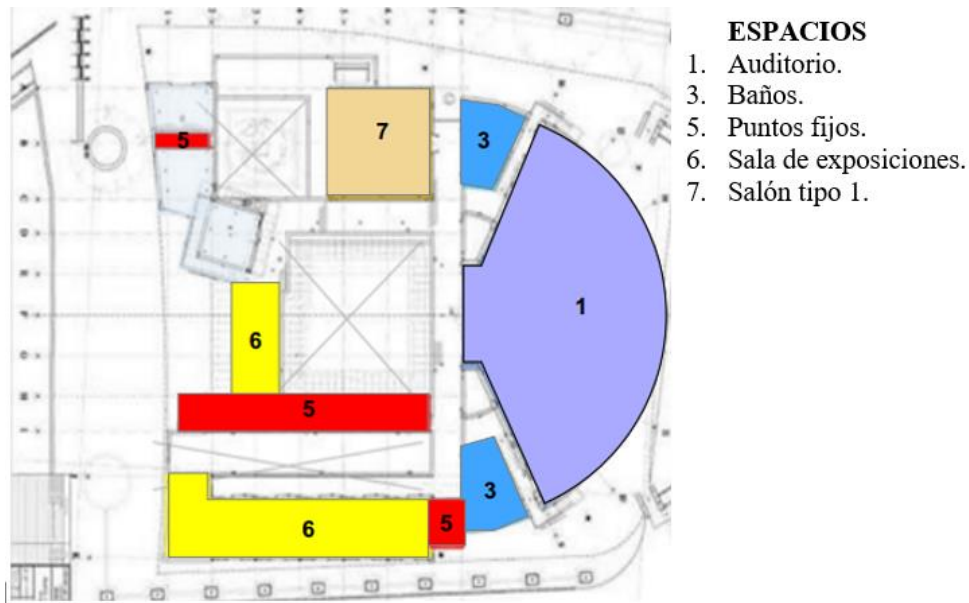 ESPACIOS
1. Auditorio.
3. Baños.
5. Puntos fijos.
6. Sala de exposiciones.
7. Salón tipo 1.
7
5
3
1
6
5
3
6
5